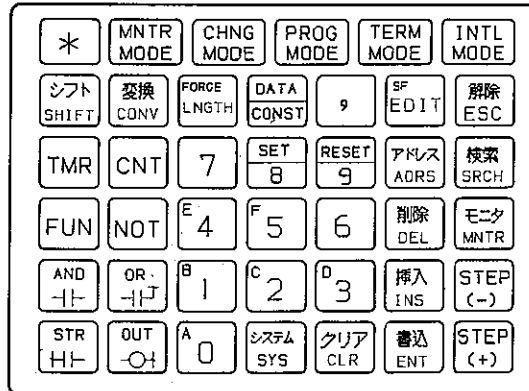 * MNTR MODE CHNG MODE PROG MODE TERM MODE INTL MODE
シフト SHIFT 変換 CONV FORCE LNGTH DATA CONST , SF EDIT 解除 ESC
TMR CNT 7 SET 8 RESET 9 アドレス ADRS 検索 SRCH
FUN NOT E 4 F 5 6 削除 DEL モニタ MNTR
AND OR B 1 C 2 D 3 挿入 INS STEP (-)
STR OUT A 0 システム SYS クリア CLR 書込 ENT STEP (+)